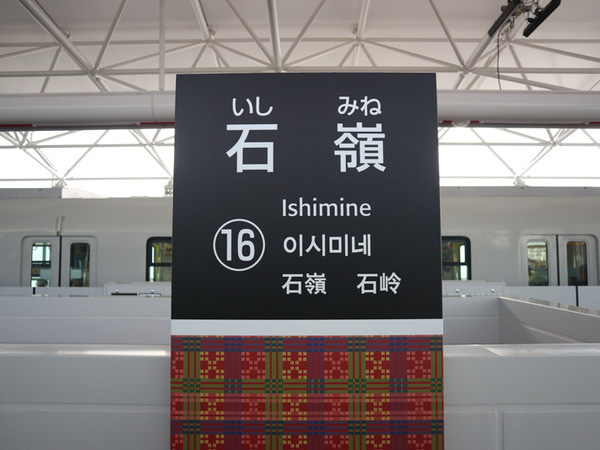 いし みね
石 嶺
Ishimine
16 이시미네
石嶺 石岭